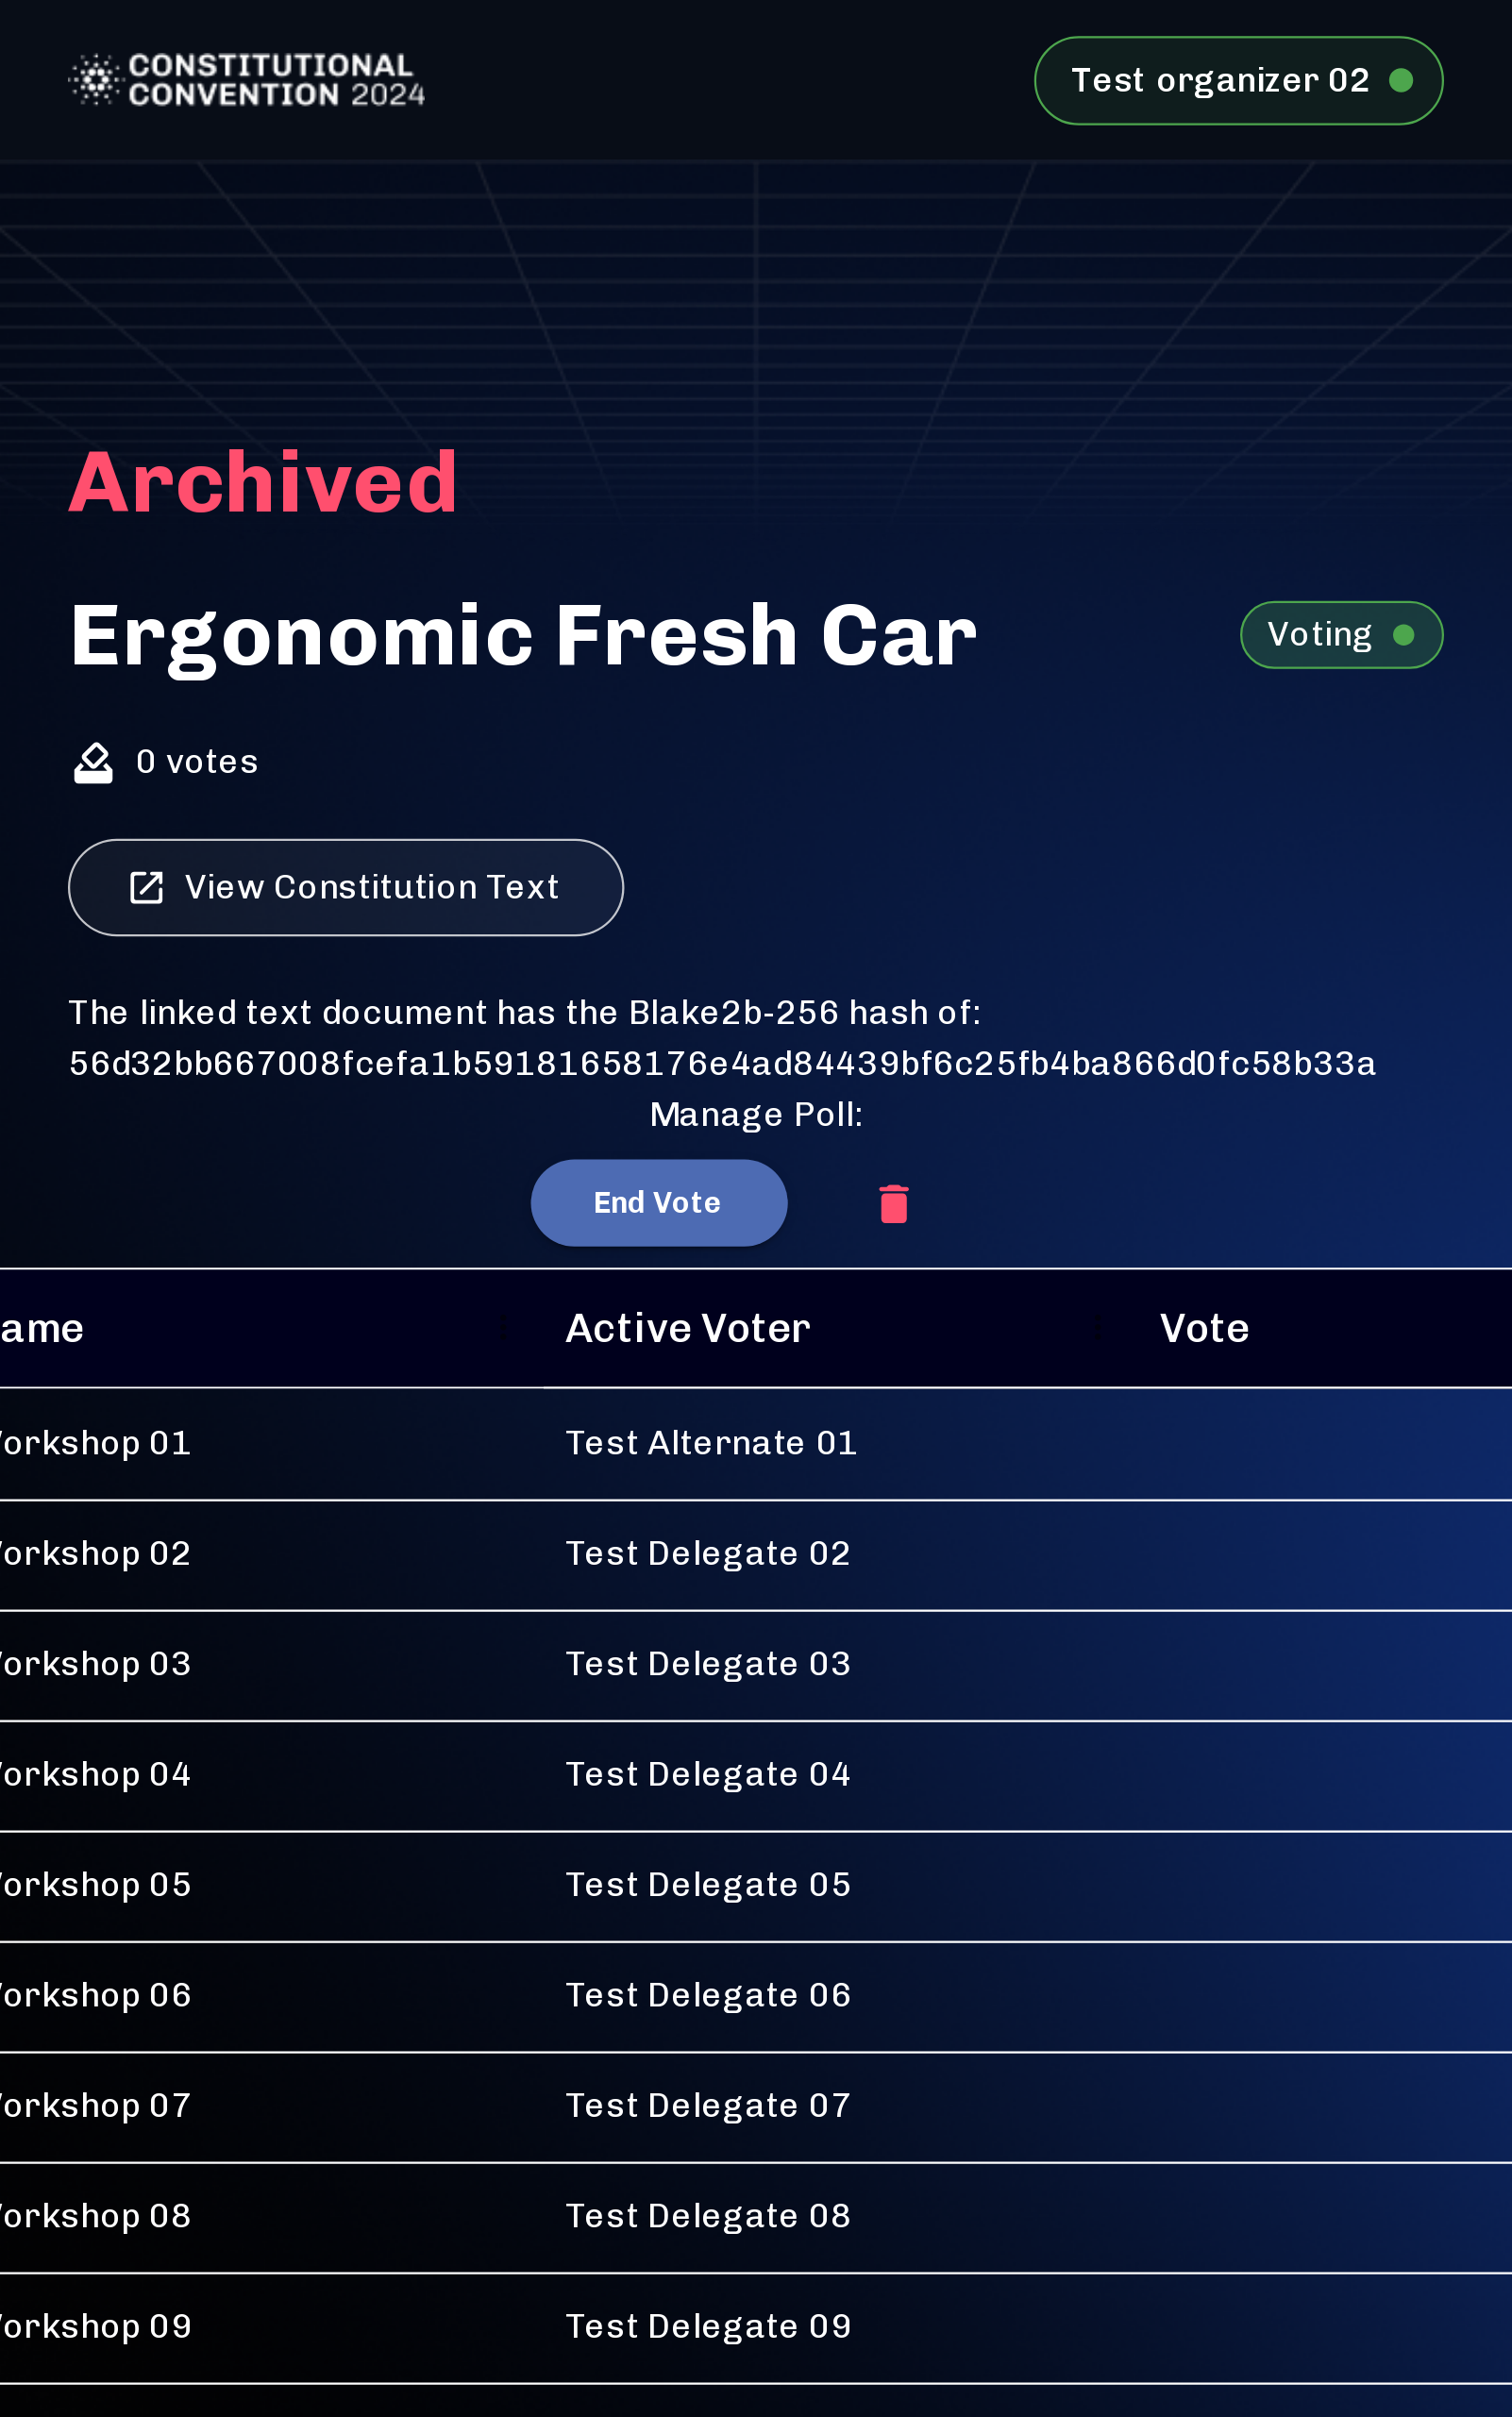 CONSTITUTIONAL
CONVENTION 2024
Test organizer 02
Archived
Ergonomic Fresh Car
Voting
0 votes
View Constitution Text
The linked text document has the Blake2b-256 hash of:
56d32bb667008fcefa1b59181658176e4ad84439bf6c25fb4ba866d0fc58b33a
Manage Poll:
End Vote
ame Active Voter Vote
orkshop 01 Test Alternate 01
orkshop 02 Test Delegate 02
orkshop 03 Test Delegate 03
orkshop 04 Test Delegate 04
orkshop 05 Test Delegate 05
orkshop 06 Test Delegate 06
orkshop 07 Test Delegate 07
orkshop 08 Test Delegate 08
orkshop 09 Test Delegate 09